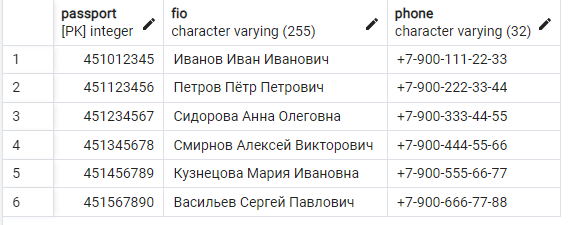 passport fio phone
[PK] integer character varying (255) character varying (32)
1 451012345 Иванов Иван Иванович +7-900-111-22-33
2 451123456 Петров Пётр Петрович +7-900-222-33-44
3 451234567 Сидорова Анна Олеговна +7-900-333-44-55
4 451345678 Смирнов Алексей Викторович +7-900-444-55-66
5 451456789 Кузнецова Мария Ивановна +7-900-555-66-77
6 451567890 Васильев Сергей Павлович +7-900-666-77-88